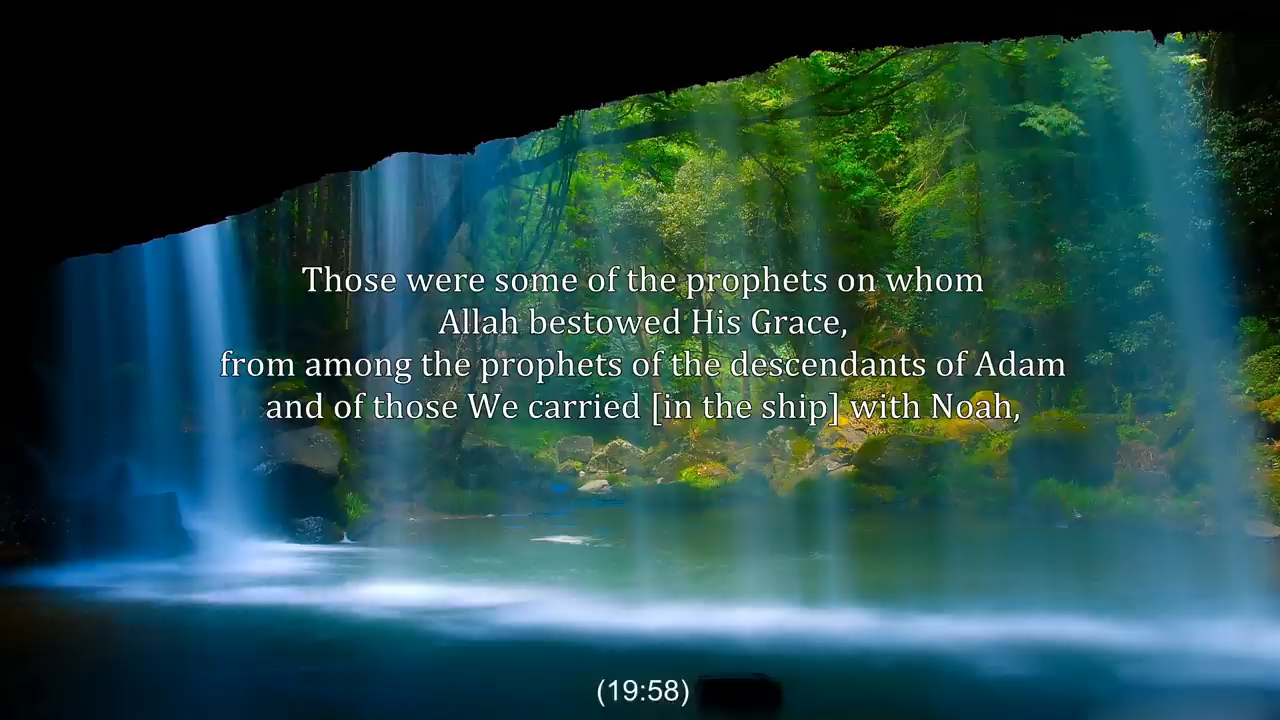 Those were some of the prophets on whom
Allah bestowed His Grace,
from among the prophets of the descendants of Adam
and of those We carried [in the ship] with Noah,
(19:58)